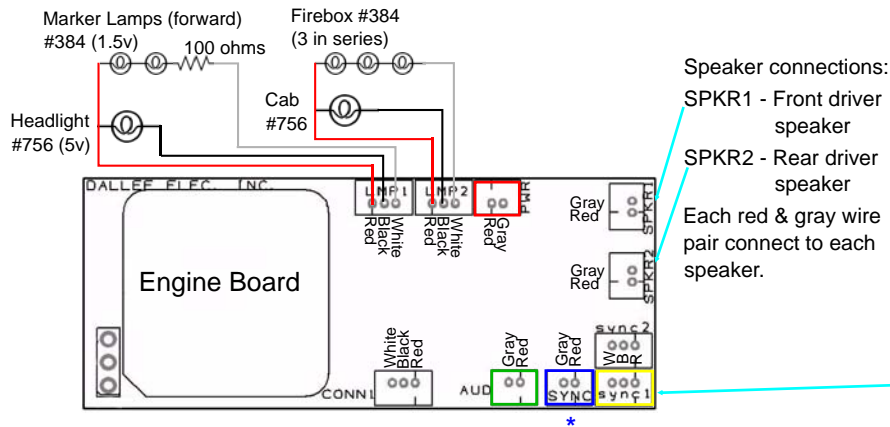 Marker Lamps (forward)
#384 (1.5v)
100 ohms
Firebox #384
(3 in series)
Headlight
#756 (5v)
Cab
#756
Speaker connections:
SPKR1 - Front driver
speaker
SPKR2 - Rear driver
speaker
Each red & gray wire
pair connect to each
speaker.
DALLEE ELEC. INC.
LMP1
LMP2
PWR
Red
Black
White
Red
Black
White
Red
Gray
Gray
Red
SPKR1
Gray
Red
SPKR2
Engine Board
sync2
W
B
R
White
Black
Red
CONN1
Gray
Red
AUD
Gray
Red
SYNC
sync1
*